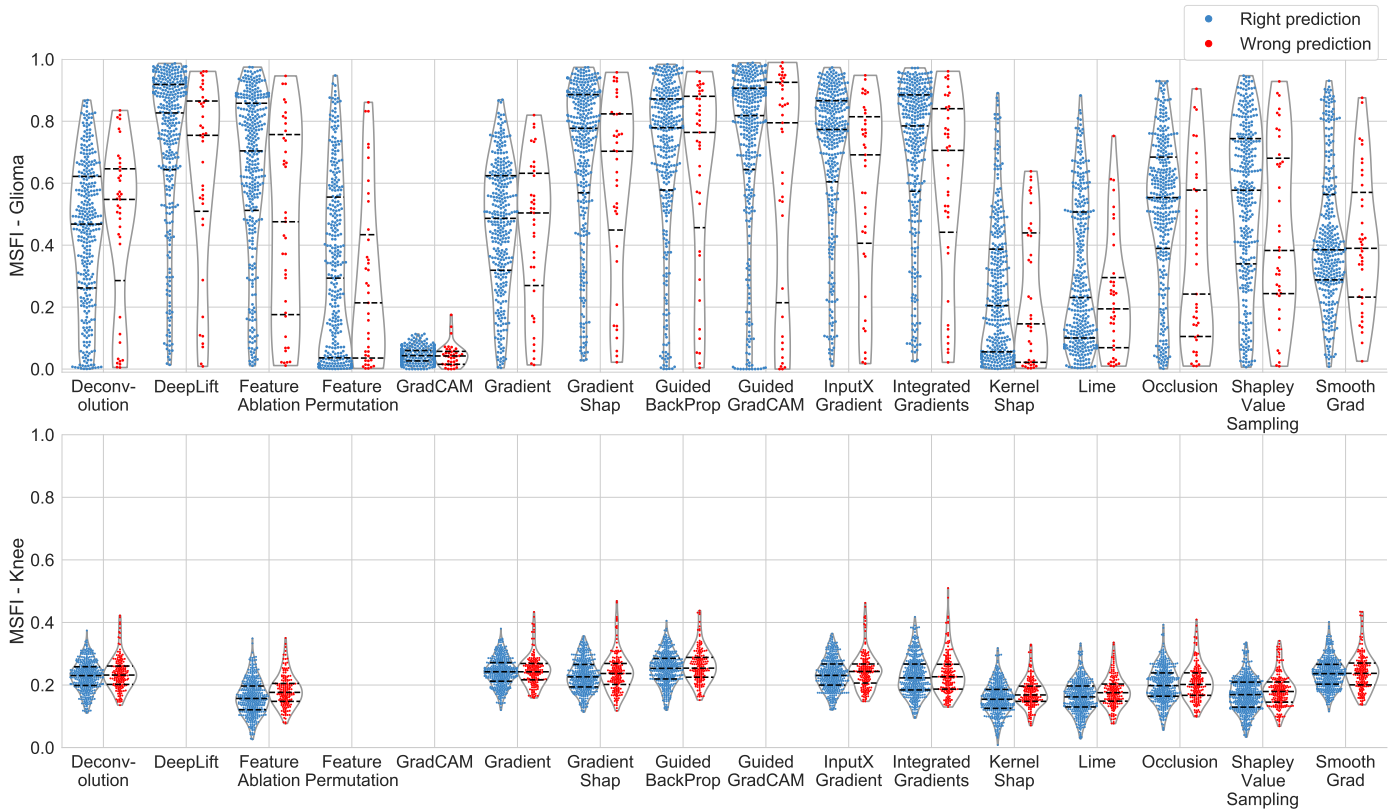 Right prediction
Wrong prediction
MSFI - Glioma
1.0
0.8
0.6
0.4
0.2
0.0
Deconv-
olution
DeepLift
Feature
Ablation
Feature
Permutation
GradCAM
Gradient
Gradient
Shap
Guided
BackProp
Guided
GradCAM
InputX
Gradient
Integrated
Gradients
Kernel
Shap
Lime
Occlusion
Shapley
Value
Sampling
Smooth
Grad
MSFI - Knee
1.0
0.8
0.6
0.4
0.2
0.0
Deconv-
olution
DeepLift
Feature
Ablation
Feature
Permutation
GradCAM
Gradient
Gradient
Shap
Guided
BackProp
Guided
GradCAM
InputX
Gradient
Integrated
Gradients
Kernel
Shap
Lime
Occlusion
Shapley
Value
Sampling
Smooth
Grad